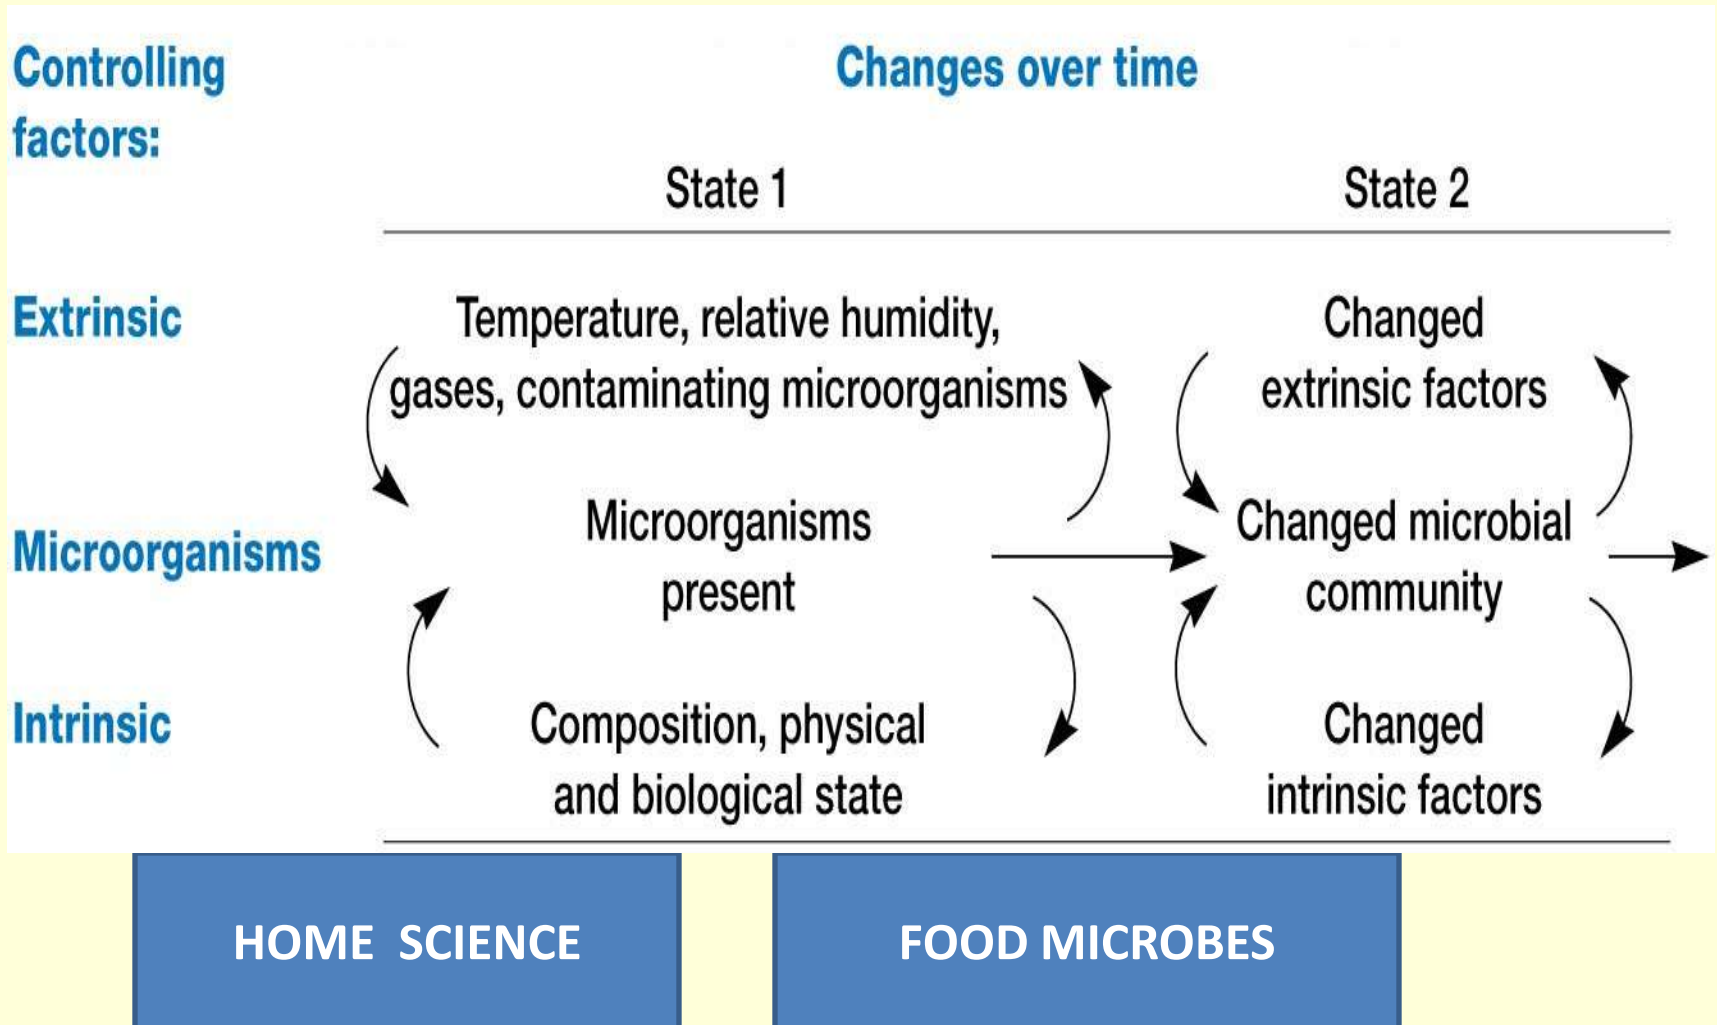 Controlling
factors:
Changes over time
State 1
State 2
Extrinsic
Temperature, relative humidity,
gases, contaminating microorganisms
Changed
extrinsic factors
Microorganisms
Microorganisms
present
Changed microbial
community
Intrinsic
Composition, physical
and biological state
Changed
intrinsic factors
HOME SCIENCE
FOOD MICROBES